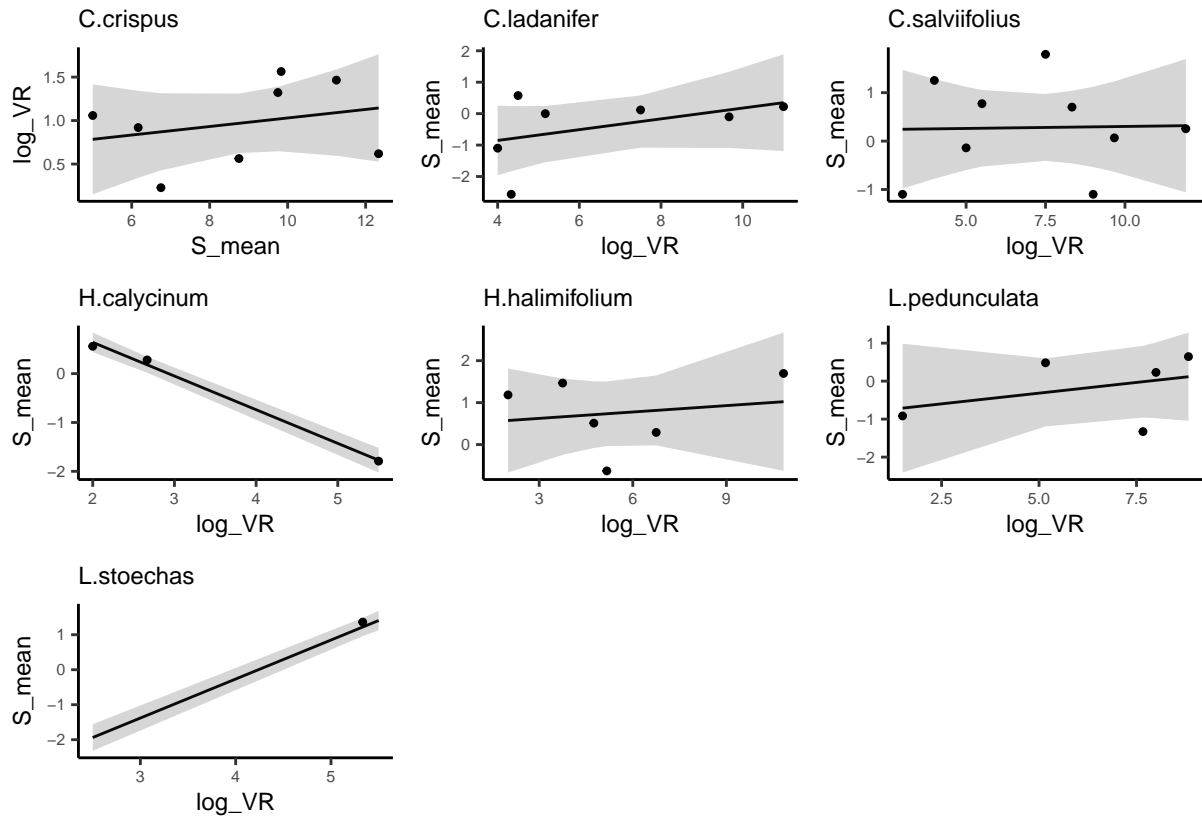 C.crispus
log_VR
1.5
1.0
0.5
6
8
10
12
S_mean
C.ladanifer
S_mean
2
1
0
−1
−2
4
6
8
10
log_VR
C.salviifolius
S_mean
1
0
−1
5.0
7.5
10.0
log_VR
H.calycinum
S_mean
0
−1
−2
2
3
4
5
log_VR
H.halimifolium
S_mean
2
1
0
3
6
9
log_VR
L.pedunculata
S_mean
1
0
−1
−2
2.5
5.0
7.5
log_VR
L.stoechas
S_mean
1
0
−1
−2
3
4
5
log_VR